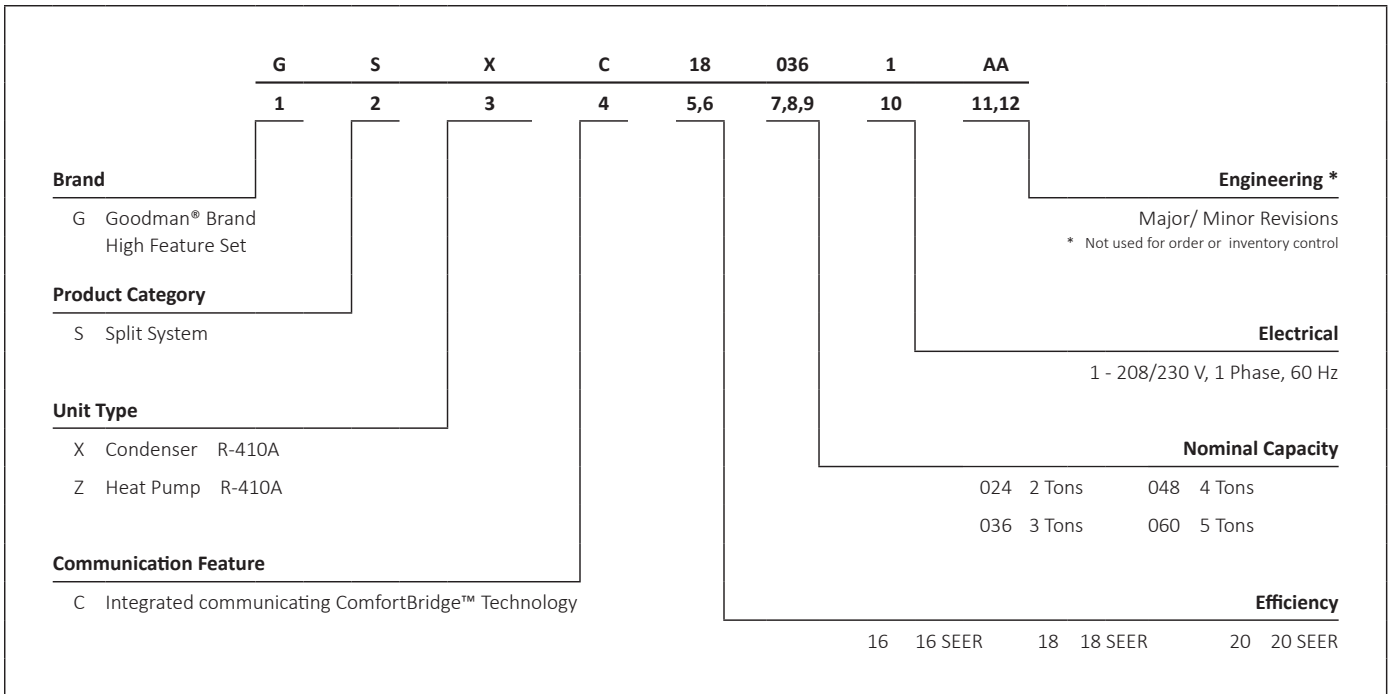 G S X C 18 036 1 AA
1 2 3 4 5,6 7,8,9 10 11,12
Brand
G Goodman® Brand
High Feature Set
Product Category
S Split System
Unit Type
X Condenser R-410A
Z Heat Pump R-410A
Communication Feature
C Integrated communicating ComfortBridge™ Technology
Engineering *
Major/ Minor Revisions
* Not used for order or inventory control
Electrical
1 - 208/230 V, 1 Phase, 60 Hz
Nominal Capacity
024 2 Tons 048 4 Tons
036 3 Tons 060 5 Tons
Efficiency
16 16 SEER 18 18 SEER 20 20 SEER